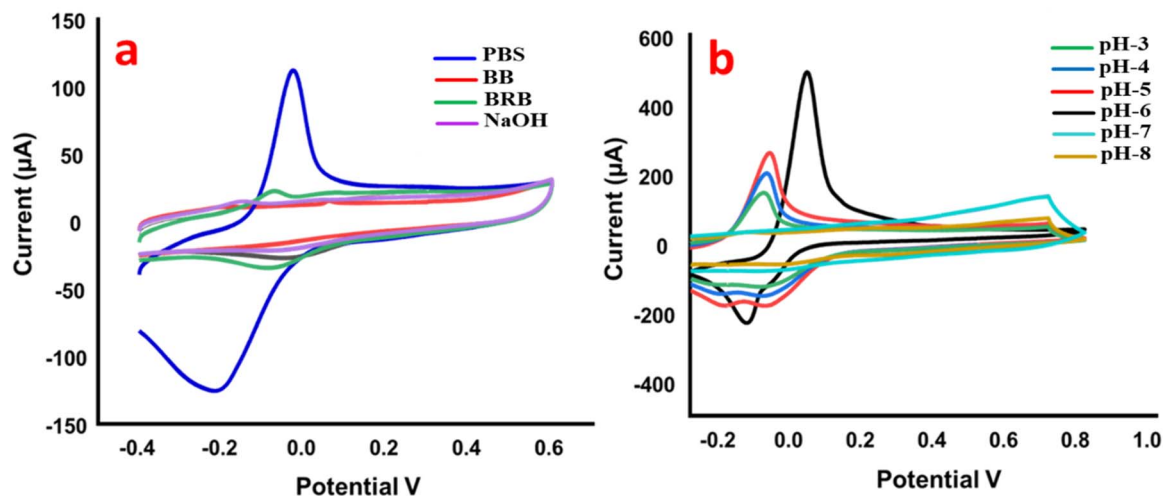 a
PBS
BB
BRB
NaOH
150
100
50
0
-50
-100
-150
Current (µA)
-0.4
-0.2
0.0
0.2
0.4
0.6
Potential V
b
pH-3
pH-4
pH-5
pH-6
pH-7
pH-8
600
400
200
0
-200
-400
Current (µA)
-0.2
0.0
0.2
0.4
0.6
0.8
1.0
Potential V